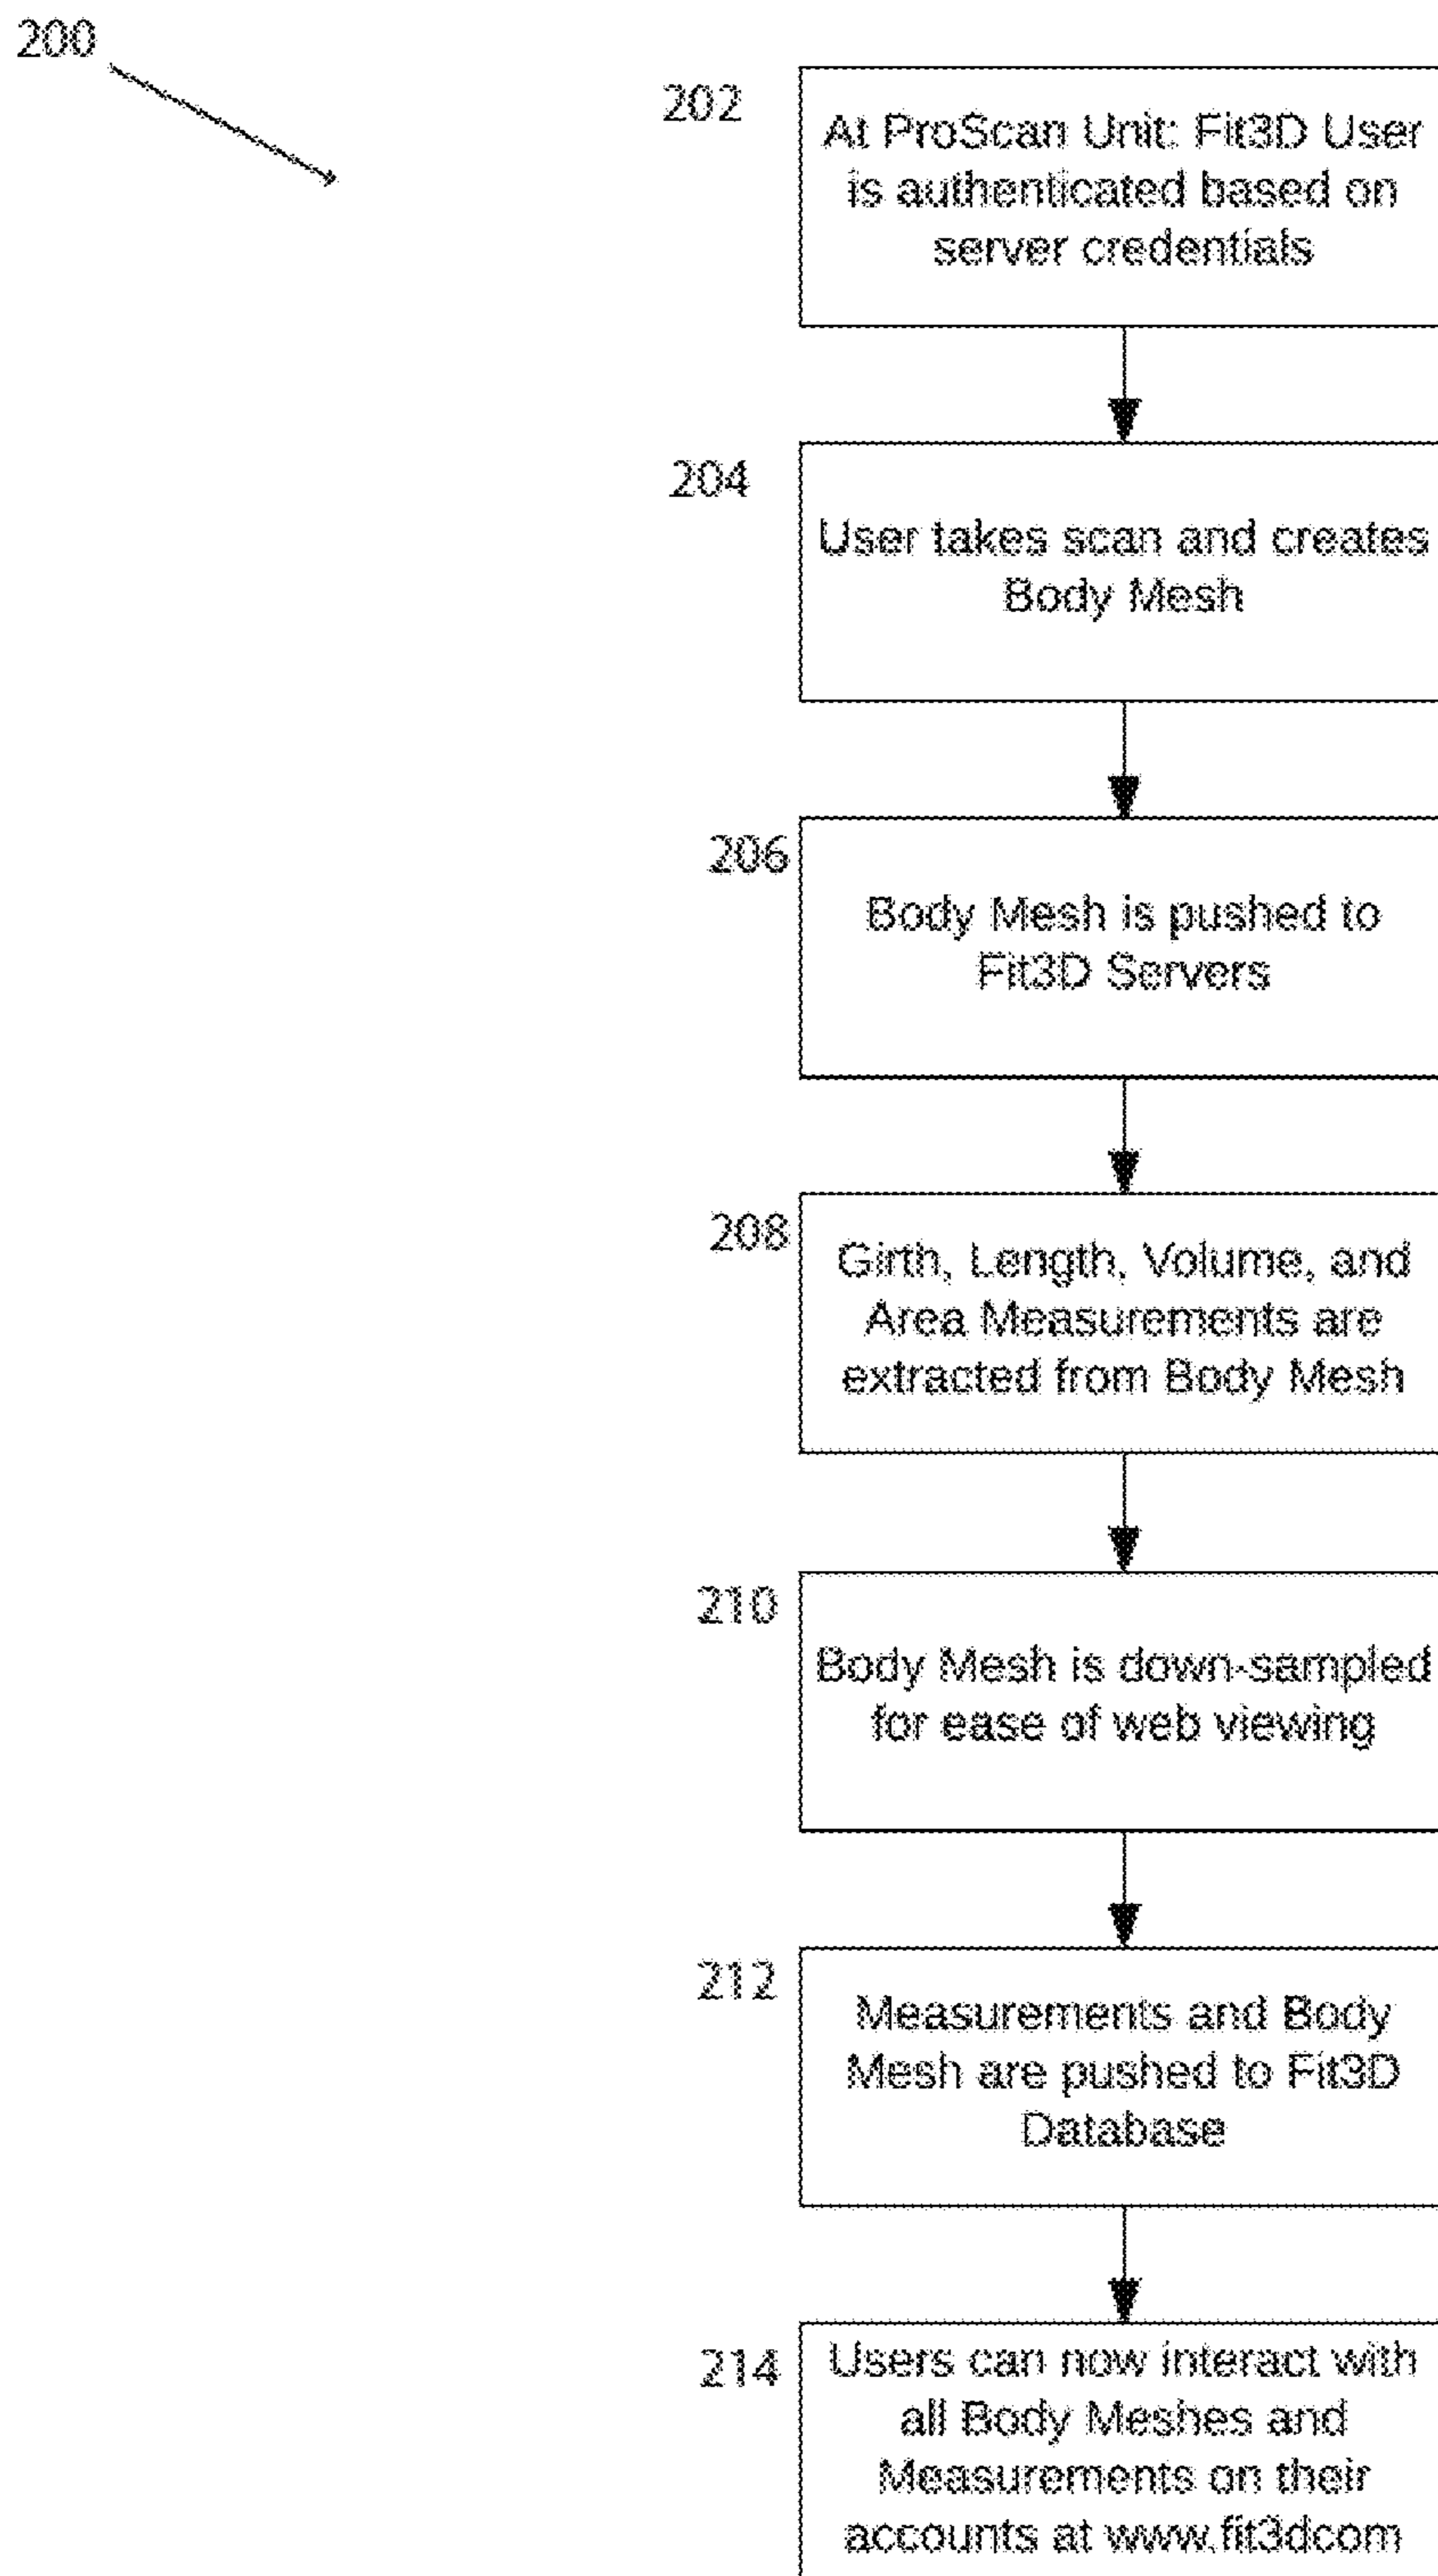 200
202
At ProScan Unit: Fit3D User
is authenticated based on
server credentials
204
User takes scan and creates
Body Mesh
206
Body Mesh is pushed to
Fit3D Servers
208
Girth, Length, Volume, and
Area Measurements are
extracted from Body Mesh
210
Body Mesh is down-sampled
for ease of web viewing
212
Measurements and Body
Mesh are pushed to Fit3D
Database
214
Users can now interact with
all Body Meshes and
Measurements on their
accounts at www.fit3dcom